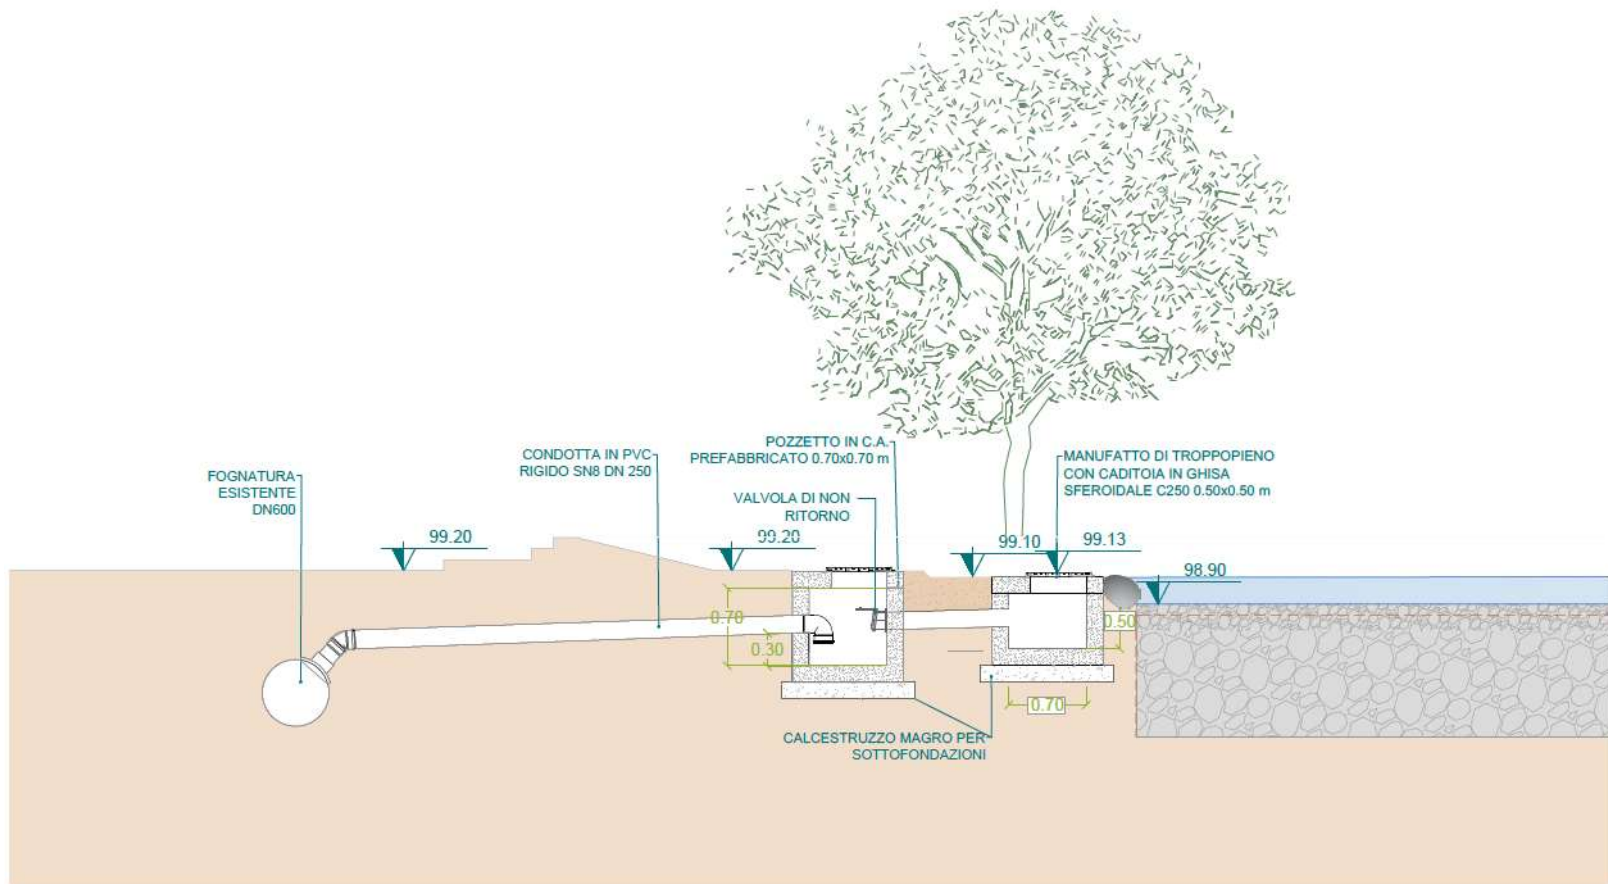 POZZETTO IN C.A.
PREFABBRICATO 0.70x0.70 m
CONDOTTA IN PVC
RIGIDO SN8 DN 250
MANUFATTO DI TROPPOPIENO
CON CADITOIA IN GHISA
SFEROIDALE C250 0.50x0.50 m
FOGNATURA
ESISTENTE
DN600
VALVOLA DI NON
RITORNO
99.20
99.20
99.10
99.13
98.90
0.70
0.30
0.50
0.70
CALCESTRUZZO MAGRO PER
SOTTOFONDAZIONI